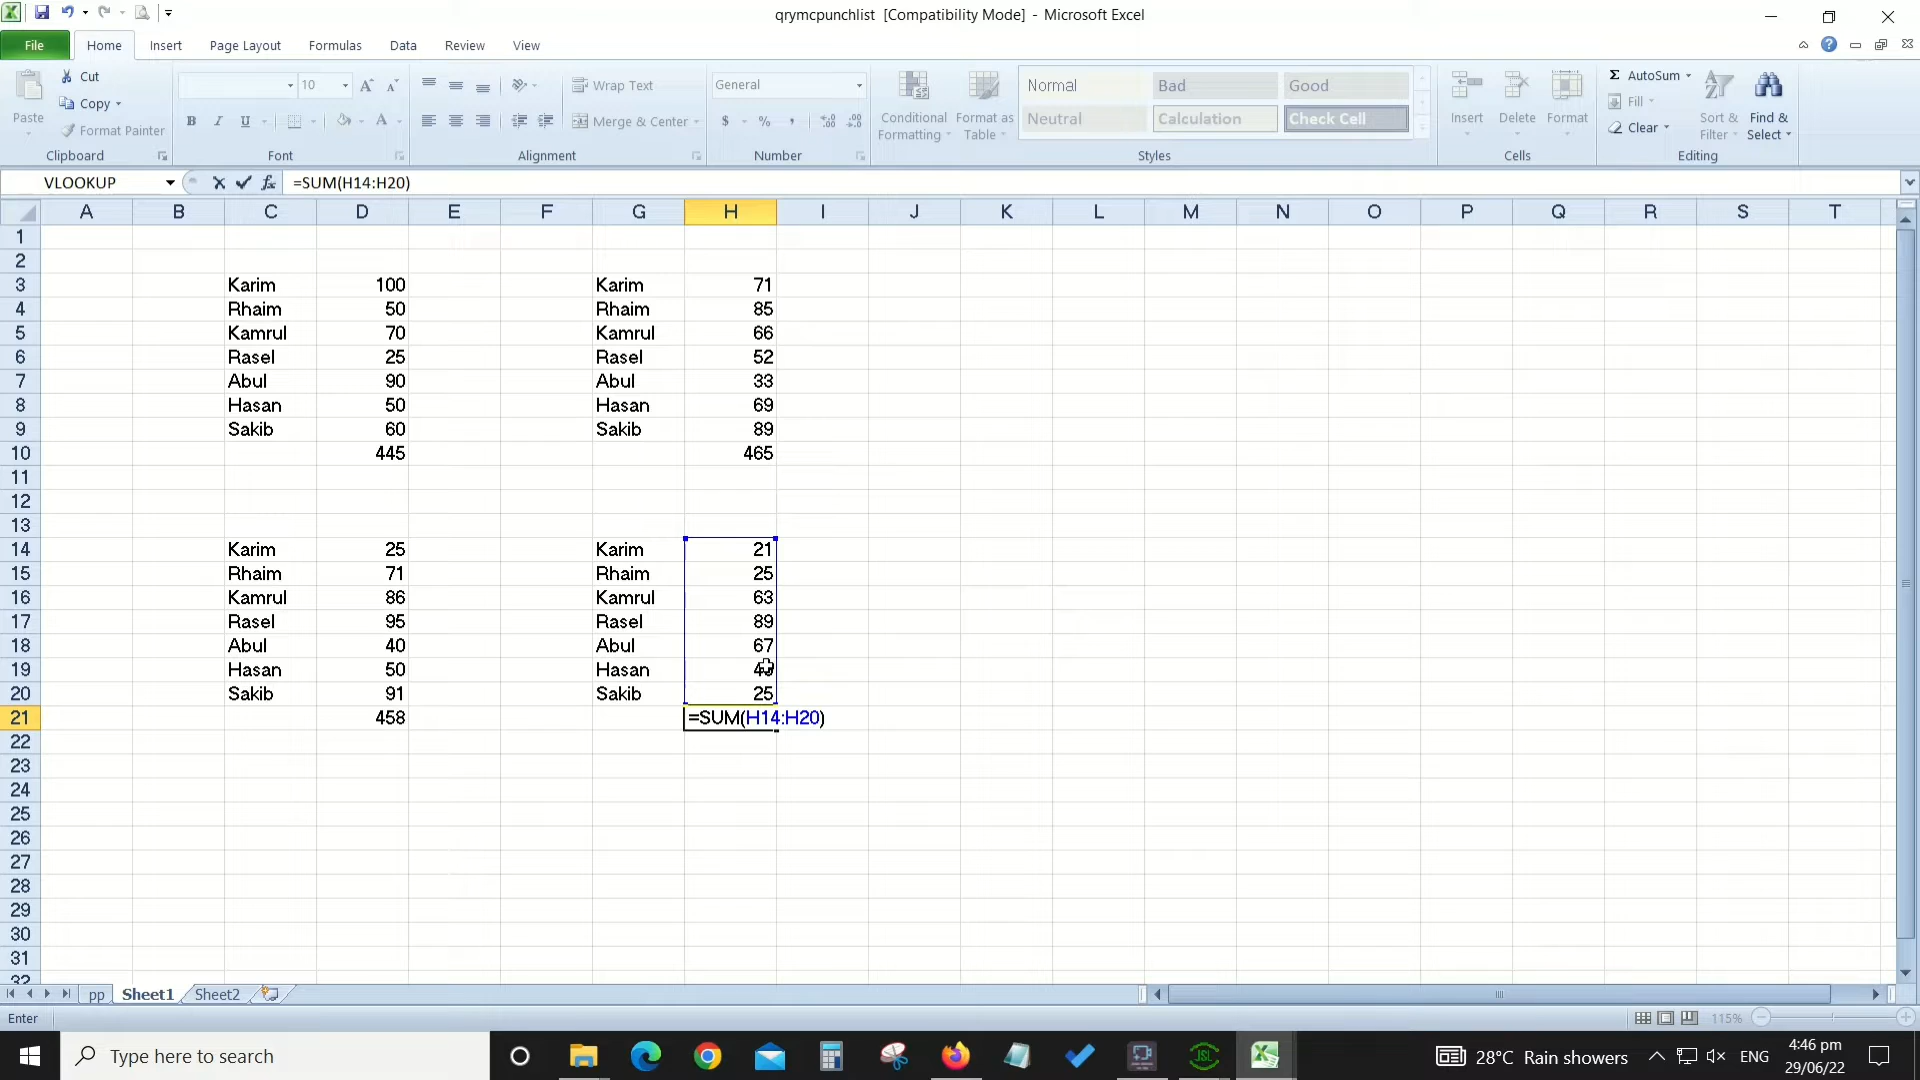 qrymcpunchlist [Compatibility Mode] - Microsoft Excel
File Home Insert Page Layout Formulas Data Review View
Paste Cut Copy Format Painter Clipboard
10 Font
Wrap Text Merge & Center Alignment
General $ % , Number
Conditional Formatting Format as Table
Normal Bad Good
Neutral Calculation Check Cell
Styles
Insert Delete Format Cells
Σ AutoSum Fill Clear Sort & Filter Find & Select Editing
VLOOKUP fx =SUM(H14:H20)
A B C D E F G H I J K L M N O P Q R S T
1
2
3 Karim 100 Karim 71
4 Rhaim 50 Rhaim 85
5 Kamrul 70 Kamrul 66
6 Rasel 25 Rasel 52
7 Abul 90 Abul 33
8 Hasan 50 Hasan 69
9 Sakib 60 Sakib 89
10 445 465
11
12
13
14 Karim 25 Karim 21
15 Rhaim 71 Rhaim 25
16 Kamrul 86 Kamrul 63
17 Rasel 95 Rasel 89
18 Abul 40 Abul 67
19 Hasan 50 Hasan
20 Sakib 91 Sakib 25
21 458 =SUM(H14:H20)
22
23
24
25
26
27
28
29
30
31
32
pp Sheet1 Sheet2
Enter 115%
Type here to search JSL 28°C Rain showers ENG 4:46 pm
29/06/22